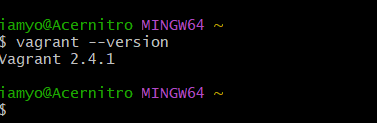 iamyo@Acernitro MINGW64 ~
$ vagrant --version
Vagrant 2.4.1
iamyo@Acernitro MINGW64 ~
$